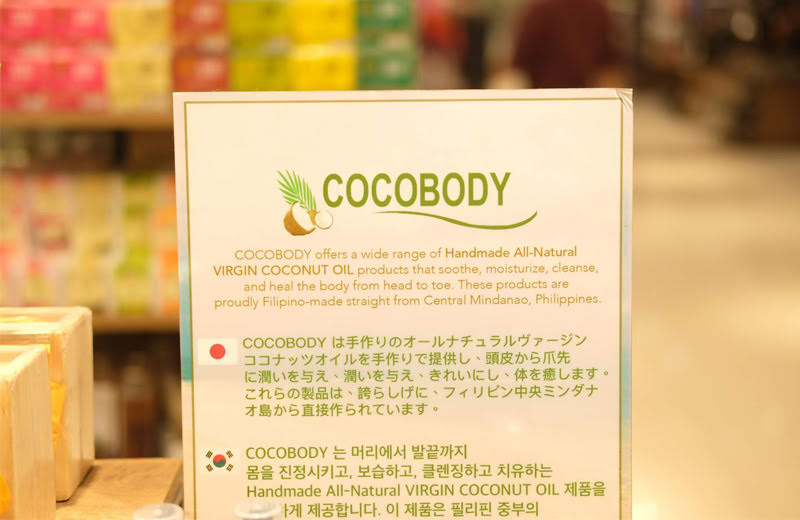 COCOBODY
COCOBODY offers a wide range of Handmade All-Natural
VIRGIN COCONUT OIL products that soothe, moisturize, cleanse,
and heal the body from head to toe. These products are
proudly Filipino-made straight from Central Mindanao, Philippines.
COCOBODY は手作りのオールナチュラルヴァージン
ココナッツオイルを手作りで提供し、頭皮から爪先
に潤いを与え、潤いを与え、きれいにし、体を癒します。
これらの製品は、誇らしげに、フィリピン中央ミンダナ
オ島から直接作られています。
COCOBODY 는 머리에서 발끝까지
몸을 진정시키고, 보습하고, 클렌징하고 치유하는
Handmade All-Natural VIRGIN COCONUT OIL 제품을
하게 제공합니다. 이 제품은 필리핀 중부의